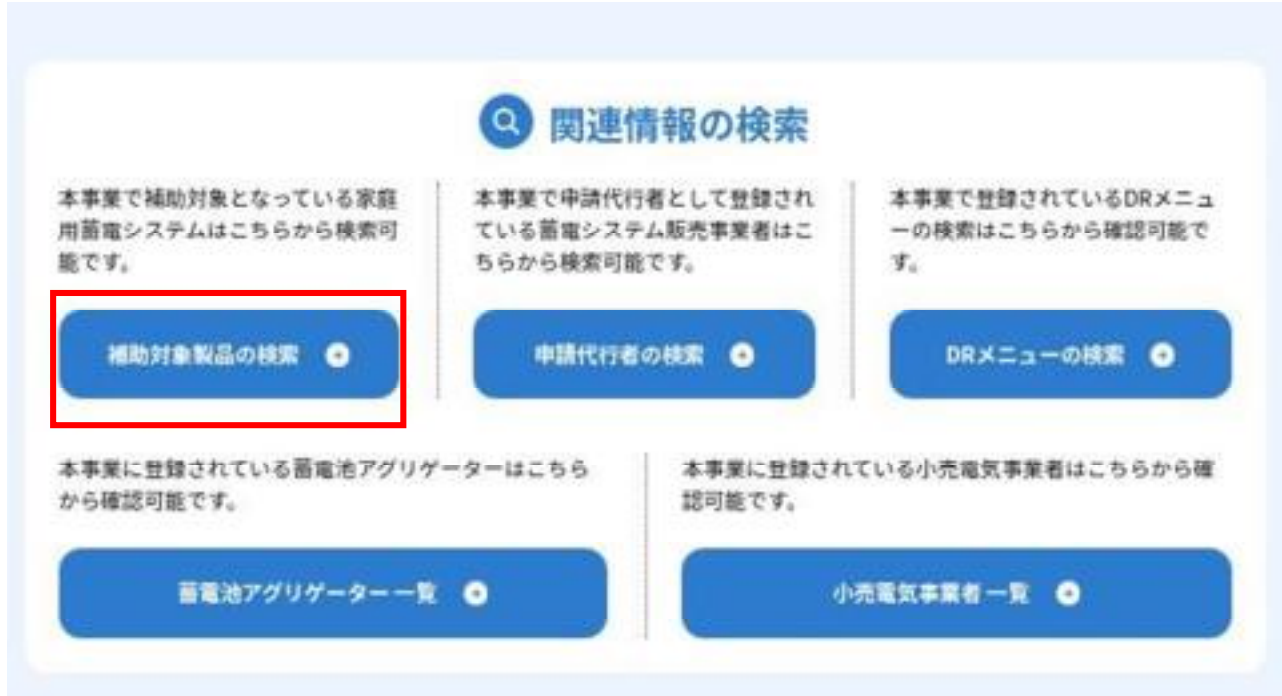 関連情報の検索
本事業で補助対象となっている家庭
用蓄電システムはこちらから検索可
能です。
補助対象製品の検索
本事業で申請代行者として登録され
ている蓄電システム販売事業者はこ
ちらから検索可能です。
申請代行者の検索
本事業で登録されているDRメニュ
ーの検索はこちらから確認可能で
す。
DRメニューの検索
本事業に登録されている蓄電池アグリゲーターはこちら
から確認可能です。
蓄電池アグリゲーター 一覧
本事業に登録されている小売電気事業者はこちらから確
認可能です。
小売電気事業者 一覧